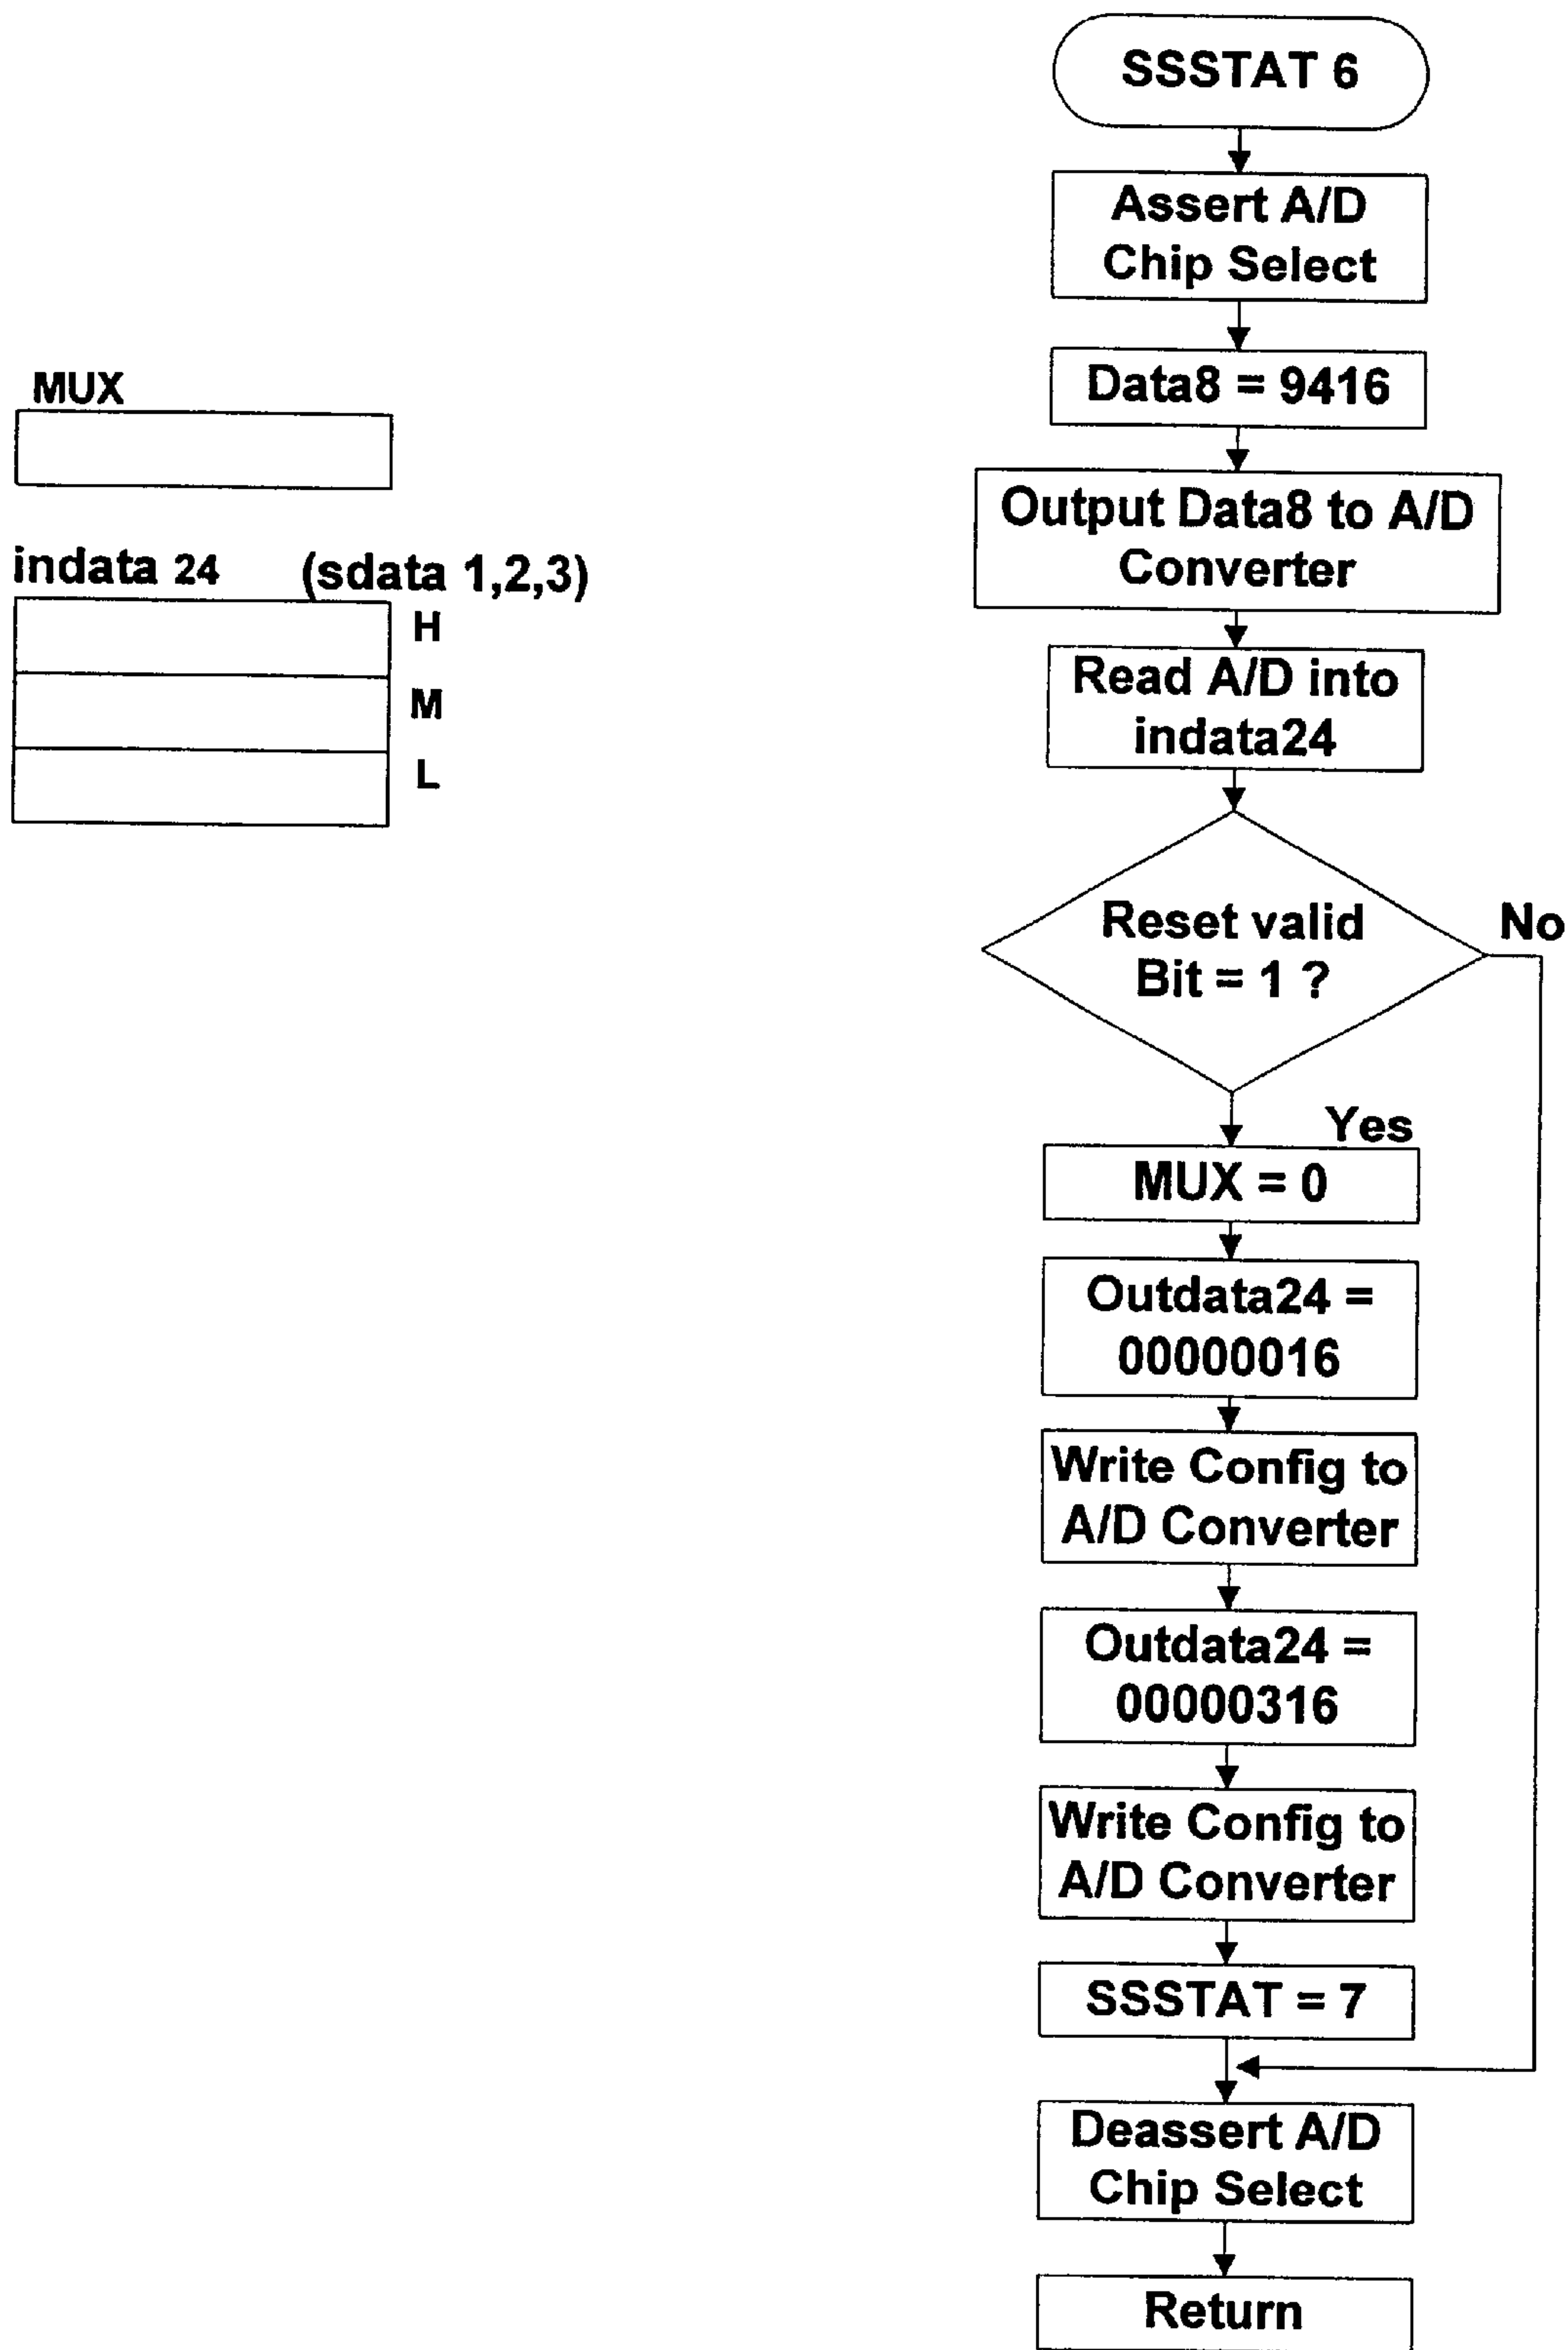 SSSTAT 6
Assert A/D
Chip Select
Data8 = 9416
Output Data8 to A/D
Converter
Read A/D into
indata24
Reset valid
Bit = 1 ?
No
Yes
MUX = 0
Outdata24 =
00000016
Write Config to
A/D Converter
Outdata24 =
00000316
Write Config to
A/D Converter
SSSTAT = 7
Deassert A/D
Chip Select
Return
MUX
indata 24 (sdata 1,2,3)
H
M
L